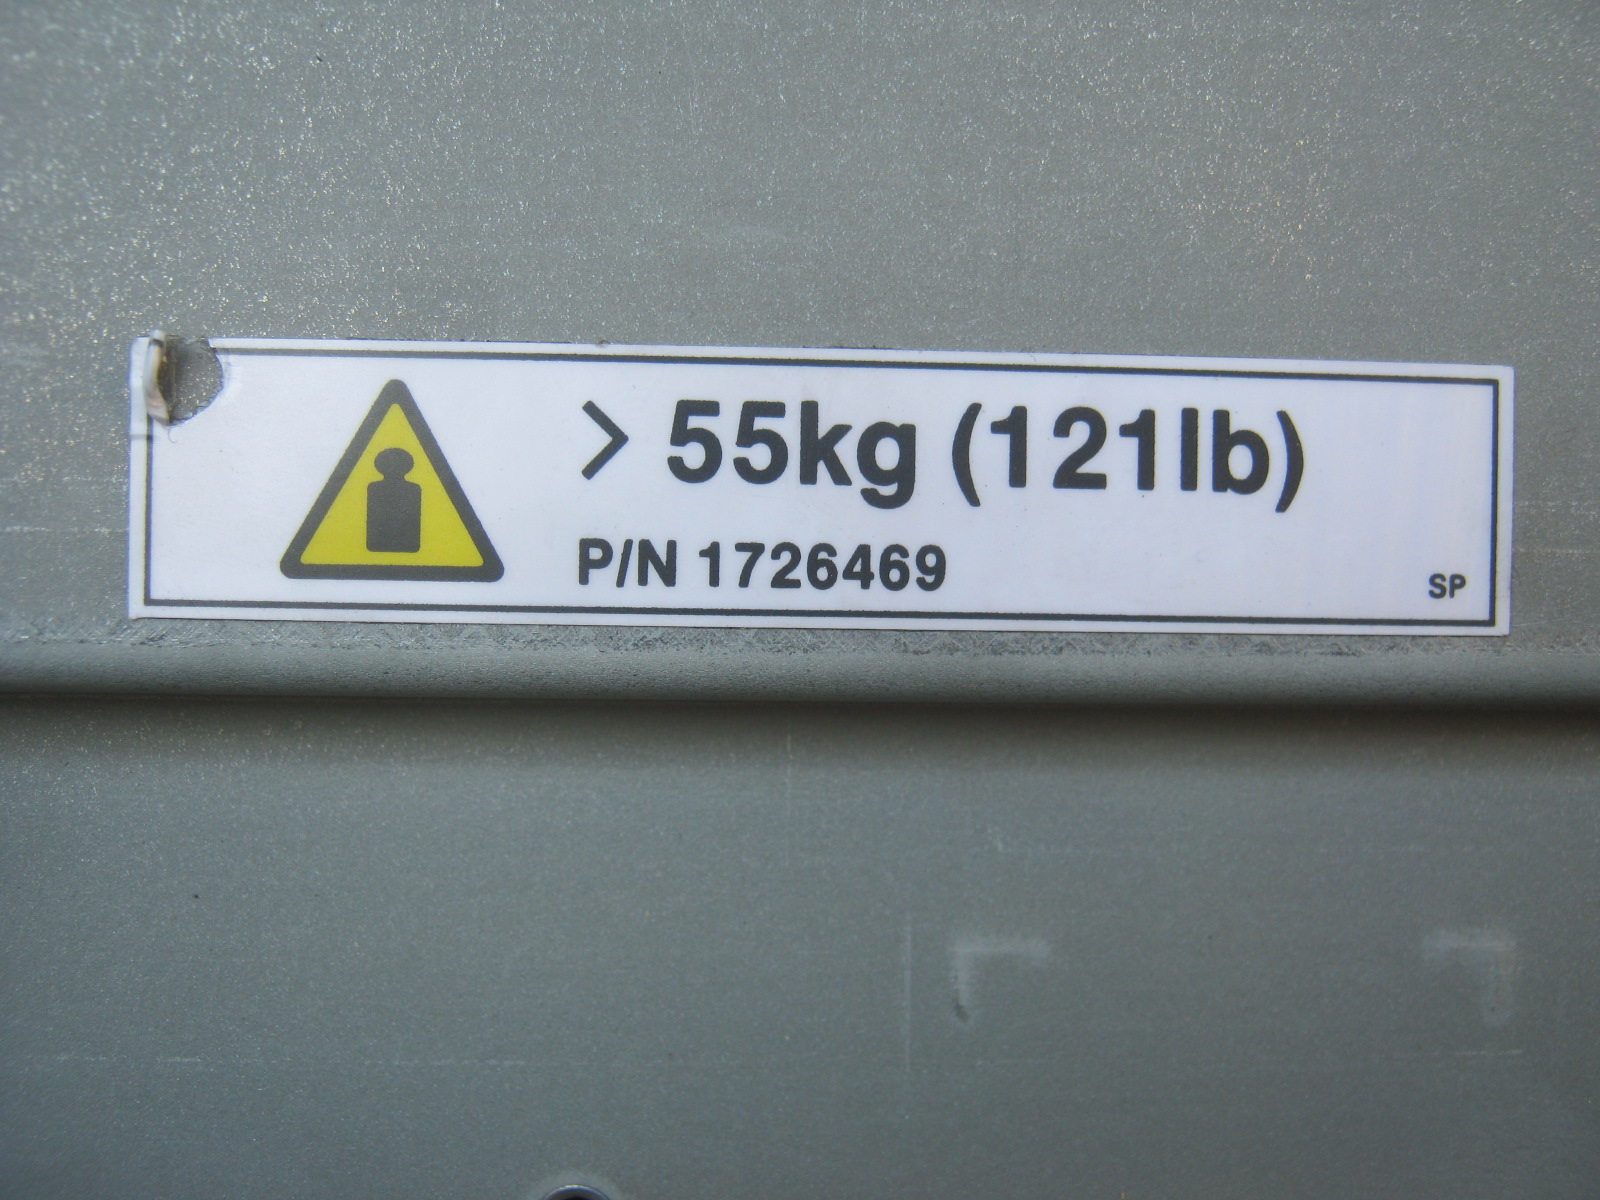 > 55kg (121lb)
P/N 1726469
SP